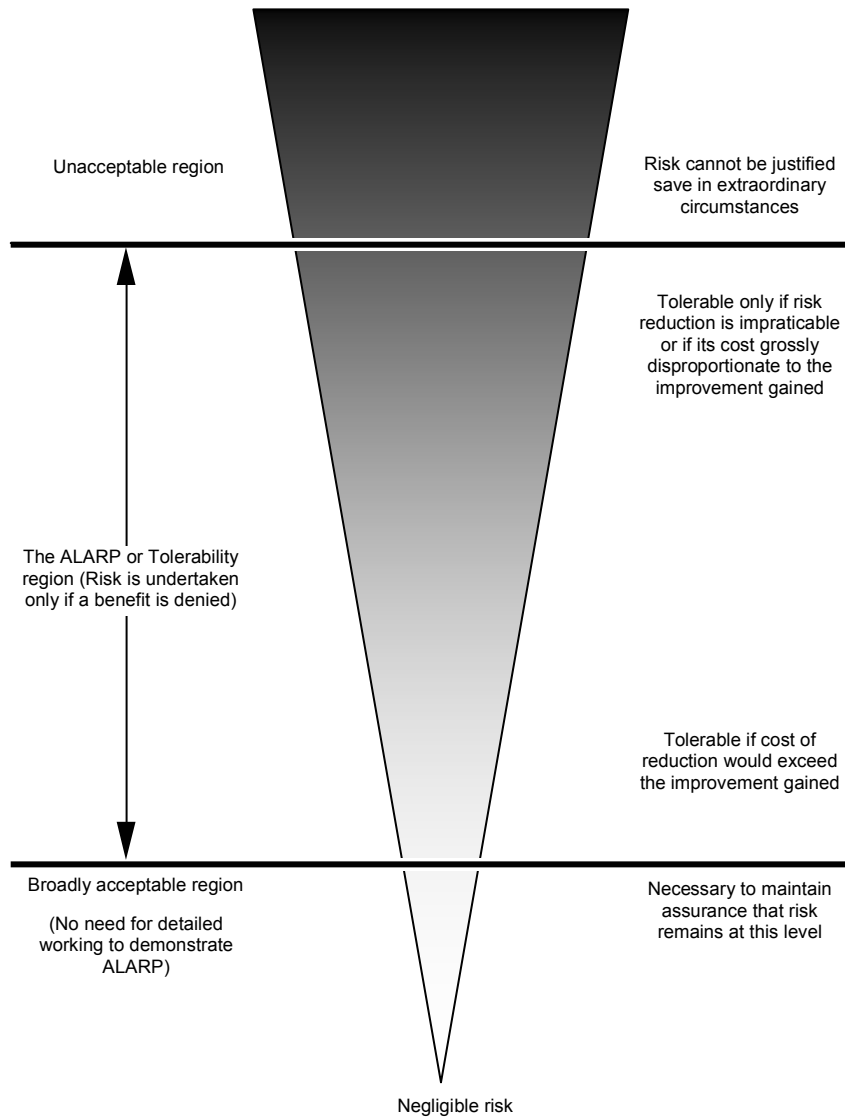 Unacceptable region
Risk cannot be justified
save in extraordinary
circumstances
Tolerable only if risk
reduction is impraticable
or if its cost grossly
disproportionate to the
improvement gained
The ALARP or Tolerability
region (Risk is undertaken
only if a benefit is denied)
Tolerable if cost of
reduction would exceed
the improvement gained
Broadly acceptable region
(No need for detailed
working to demonstrate
ALARP)
Necessary to maintain
assurance that risk
remains at this level
Negligible risk